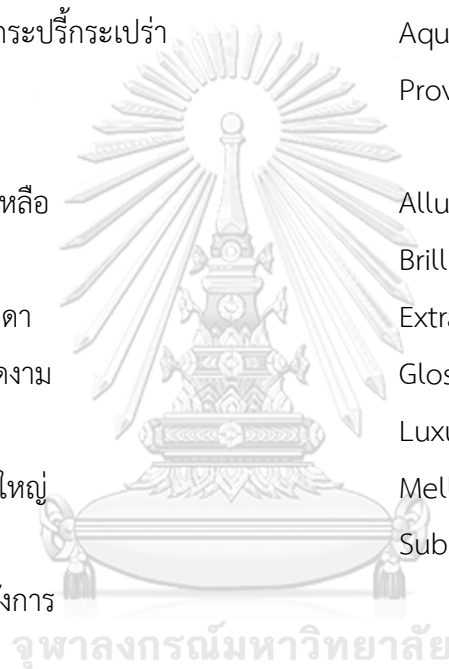 กระปรี้กระเปร่า Aqu
Prov
หลือ Allu
Brill
ดา Extra
ดงาม Glos
Luxu
ใหญ่ Mell
Sub
งการ
จุฬาลงกรณ์มหาวิทยาลัย